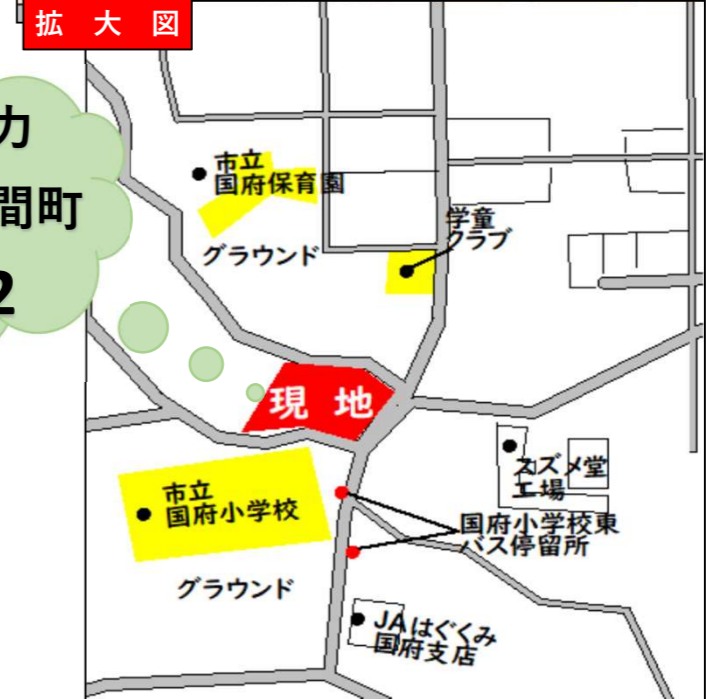 拡大図
力
間町
2
市立
国府保育園
学童
クラブ
グラウンド
現地
スズメ堂
工場
市立
国府小学校
国府小学校東
バス停留所
グラウンド
JAはぐくみ
国府支店